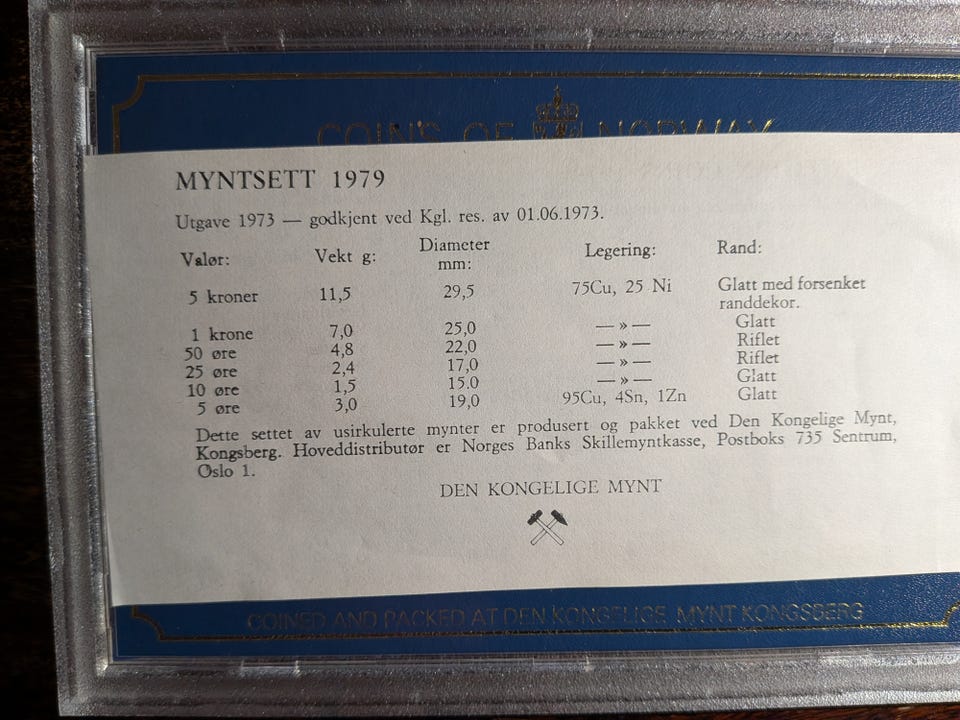 COINS OF NORWAY
MYNTSETT 1979
Utgave 1973 — godkjent ved Kgl. res. av 01.06.1973.
Valør: Vekt g: Diameter mm: Legering: Rand:
5 kroner 11,5 29,5 75Cu, 25 Ni Glatt med forsenket randdekor.
1 krone 7,0 25,0 — » — Glatt
50 øre 4,8 22,0 — » — Riflet
25 øre 2,4 17,0 — » — Riflet
10 øre 1,5 15.0 — » — Glatt
5 øre 3,0 19,0 95Cu, 4Sn, 1Zn Glatt
Dette settet av usirkulerte mynter er produsert og pakket ved Den Kongelige Mynt,
Kongsberg. Hoveddistributør er Norges Banks Skillemyntkasse, Postboks 735 Sentrum,
Oslo 1.
DEN KONGELIGE MYNT
COINED AND PACKED AT DEN KONGELIGE MYNT KONGSBERG